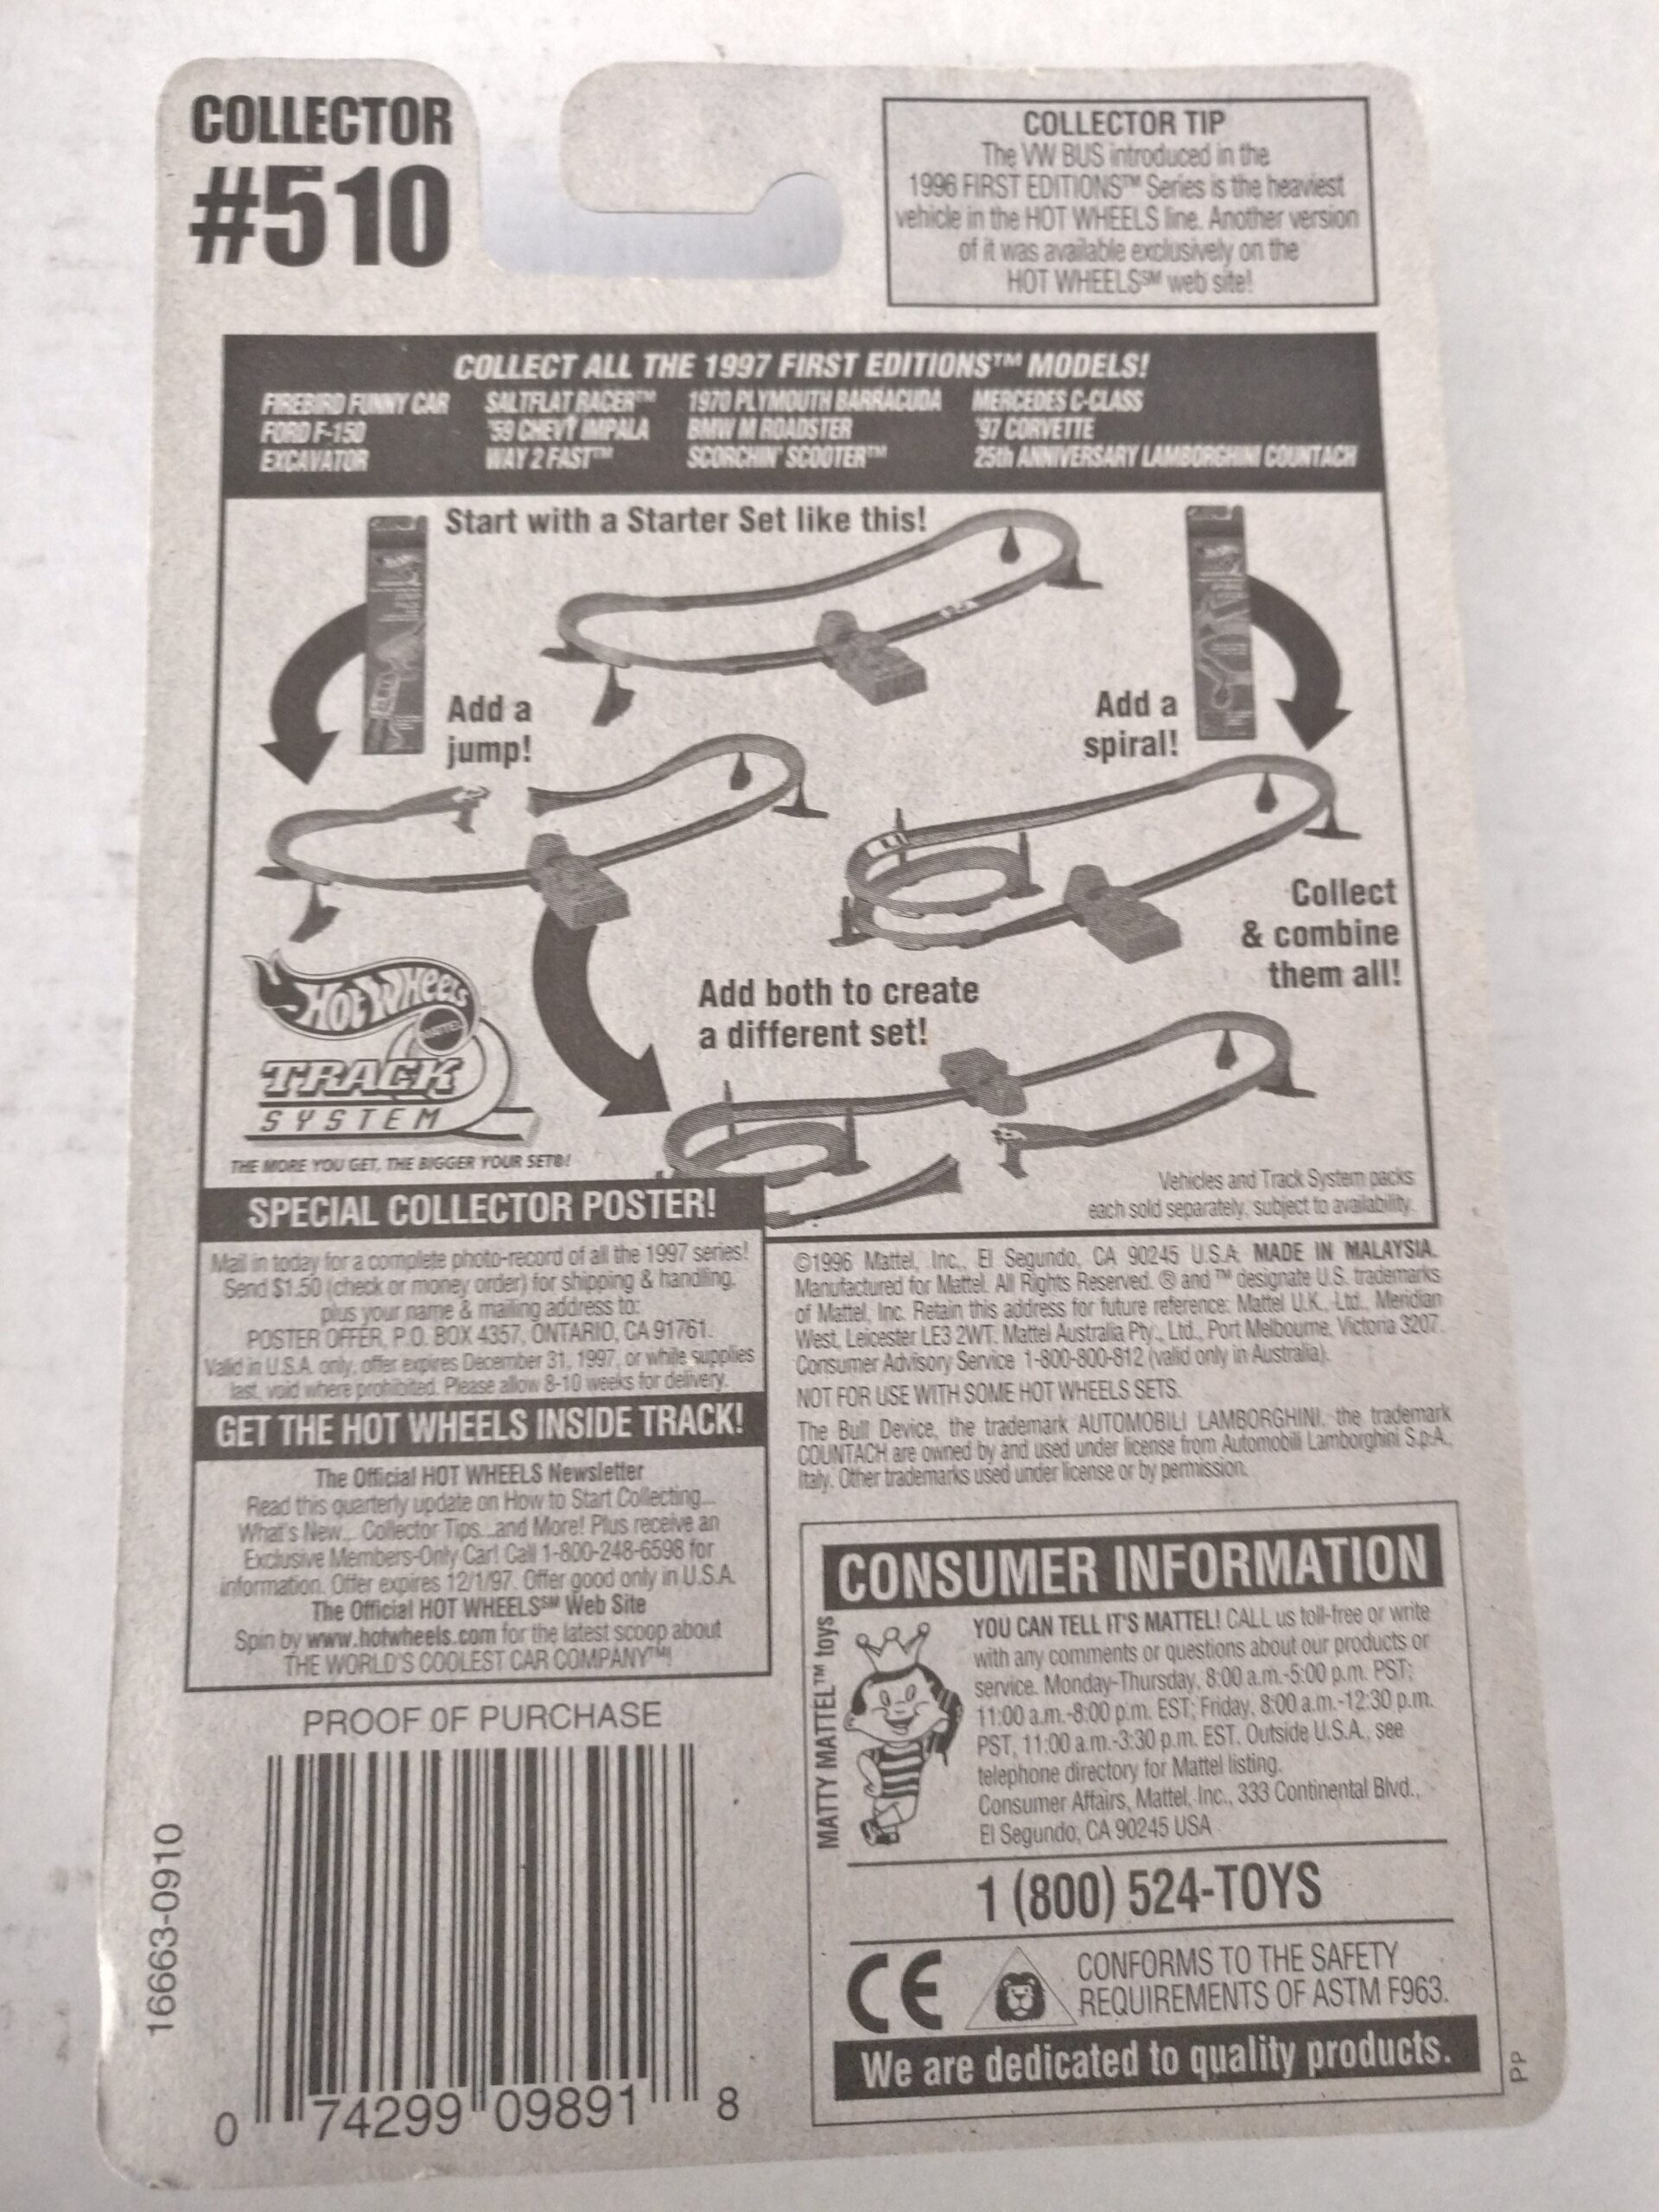 COLLECTOR
#510
COLLECTOR TIP
The VW BUS introduced in the
1996 FIRST EDITIONS™ Series is the heaviest
vehicle in the HOT WHEELS line. Another version
of it was available exclusively on the
HOT WHEELS℠ web site!
COLLECT ALL THE 1997 FIRST EDITIONS™ MODELS!
FIREBIRD FUNNY CAR SALTFLAT RACER™ 1970 PLYMOUTH BARRACUDA MERCEDES C-CLASS
FORD F-150 '59 CHEVY IMPALA BMW M ROADSTER '97 CORVETTE
EXCAVATOR WAY 2 FAST™ SCORCHIN' SCOOTER™ 25th ANNIVERSARY LAMBORGHINI COUNTACH
Start with a Starter Set like this!
Add a
jump!
Add a
spiral!
Collect
& combine
them all!
Add both to create
a different set!
Hot Wheels
MATTEL
TRACK
SYSTEM
THE MORE YOU GET, THE BIGGER YOUR SETS!
Vehicles and Track System packs
each sold separately, subject to availability.
SPECIAL COLLECTOR POSTER!
Mail in today for a complete photo-record of all the 1997 series!
Send $1.50 (check or money order) for shipping & handling,
plus your name & mailing address to:
POSTER OFFER, P.O. BOX 4357, ONTARIO, CA 91761.
Valid in U.S.A. only, offer expires December 31, 1997, or while supplies
last, void where prohibited. Please allow 8-10 weeks for delivery.
GET THE HOT WHEELS INSIDE TRACK!
The Official HOT WHEELS Newsletter
Read this quarterly update on How to Start Collecting...
What's New... Collector Tips...and More! Plus receive an
Exclusive Members-Only Car! Call 1-800-248-6598 for
information. Offer expires 12/1/97. Offer good only in U.S.A.
The Official HOT WHEELS℠ Web Site
Spin by www.hotwheels.com for the latest scoop about
THE WORLD'S COOLEST CAR COMPANY™!
©1996 Mattel, Inc., El Segundo, CA 90245 U.S.A. MADE IN MALAYSIA.
Manufactured for Mattel. All Rights Reserved. ® and ™ designate U.S. trademarks
of Mattel, Inc. Retain this address for future reference: Mattel U.K., Ltd., Meridian
West, Leicester LE3 2WT. Mattel Australia Pty., Ltd., Port Melbourne, Victoria 3207.
Consumer Advisory Service 1-800-800-812 (valid only in Australia).
NOT FOR USE WITH SOME HOT WHEELS SETS.
The Bull Device, the trademark AUTOMOBILI LAMBORGHINI, the trademark
COUNTACH are owned by and used under license from Automobili Lamborghini S.p.A.,
Italy. Other trademarks used under license or by permission.
PROOF OF PURCHASE
16663-0910
0 74299 09891 8
CONSUMER INFORMATION
MATTY MATTEL™ toys
YOU CAN TELL IT'S MATTEL! CALL us toll-free or write
with any comments or questions about our products or
service. Monday-Thursday, 8:00 a.m.-5:00 p.m. PST;
11:00 a.m.-8:00 p.m. EST; Friday, 8:00 a.m.-12:30 p.m.
PST, 11:00 a.m.-3:30 p.m. EST. Outside U.S.A., see
telephone directory for Mattel listing.
Consumer Affairs, Mattel, Inc., 333 Continental Blvd.,
El Segundo, CA 90245 USA
1 (800) 524-TOYS
CE
CONFORMS TO THE SAFETY
REQUIREMENTS OF ASTM F963.
We are dedicated to quality products.
PP